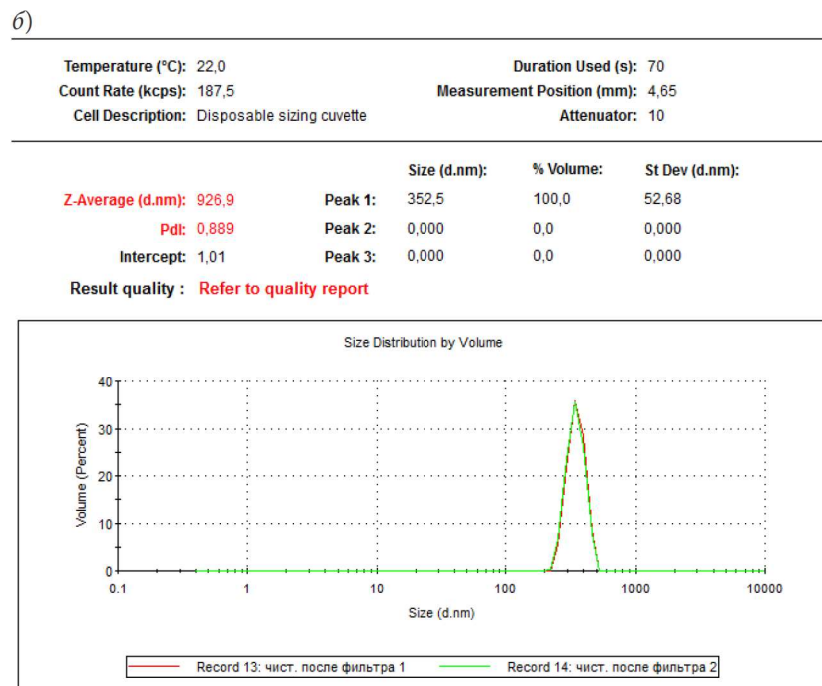 б)
Temperature (°C): 22,0 Duration Used (s): 70
Count Rate (kcps): 187,5 Measurement Position (mm): 4,65
Cell Description: Disposable sizing cuvette Attenuator: 10
Size (d.nm): % Volume: St Dev (d.nm):
Z-Average (d.nm): 926,9 Peak 1: 352,5 100,0 52,68
PdI: 0,889 Peak 2: 0,000 0,0 0,000
Intercept: 1,01 Peak 3: 0,000 0,0 0,000
Result quality : Refer to quality report
Size Distribution by Volume
40
30
20
10
0
Volume (Percent)
0.1 1 10 100 1000 10000
Size (d.nm)
Record 13: чист. после фильтра 1 Record 14: чист. после фильтра 2